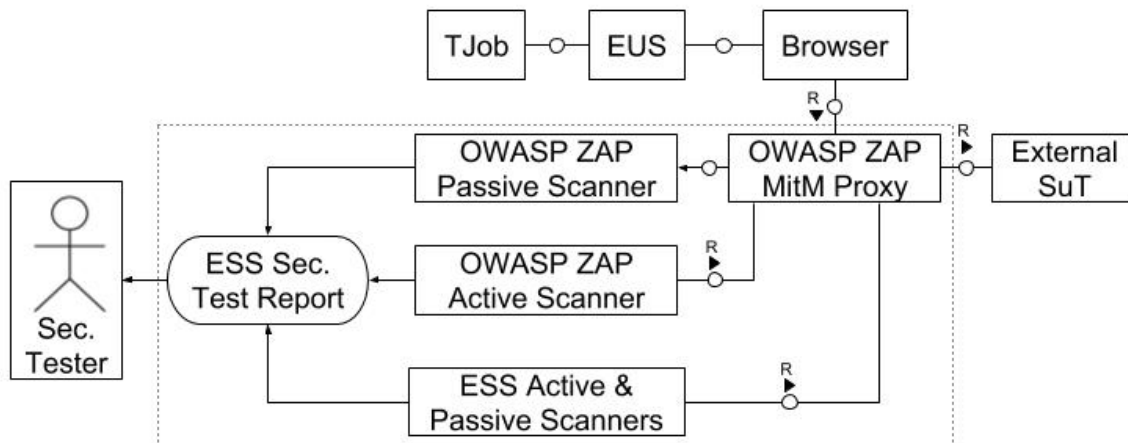 TJob
EUS
Browser
R
R
OWASP ZAP
Passive Scanner
OWASP ZAP
MitM Proxy
External
SuT
Sec.
Tester
ESS Sec.
Test Report
OWASP ZAP
Active Scanner
R
ESS Active &
Passive Scanners
R